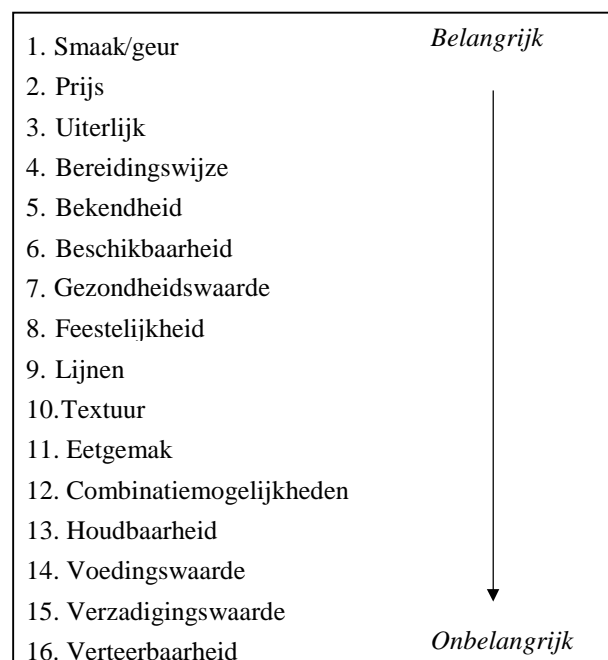 1. Smaak/geur Belangrijk
2. Prijs
3. Uiterlijk
4. Bereidingswijze
5. Bekendheid
6. Beschikbaarheid
7. Gezondheidswaarde
8. Feestelijkheid
9. Lijnen
10.Textuur
11. Eetgemak
12. Combinatiemogelijkheden
13. Houdbaarheid
14. Voedingswaarde
15. Verzadigingswaarde
16. Verteerbaarheid Onbelangrijk